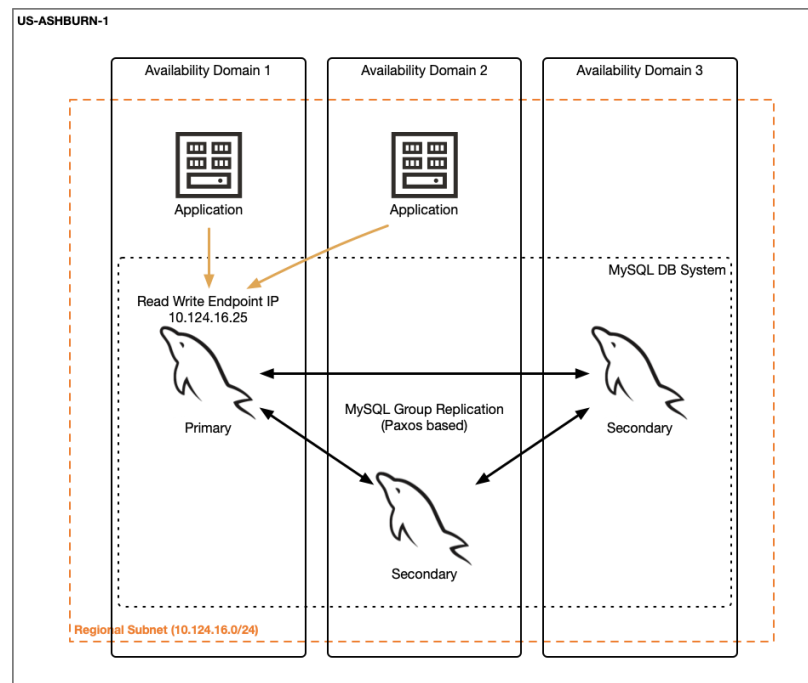 US-ASHBURN-1
Availability Domain 1
Availability Domain 2
Availability Domain 3
Application
Application
MySQL DB System
Read Write Endpoint IP
10.124.16.25
MySQL Group Replication
(Paxos based)
Primary
Secondary
Secondary
Regional Subnet (10.124.16.0/24)